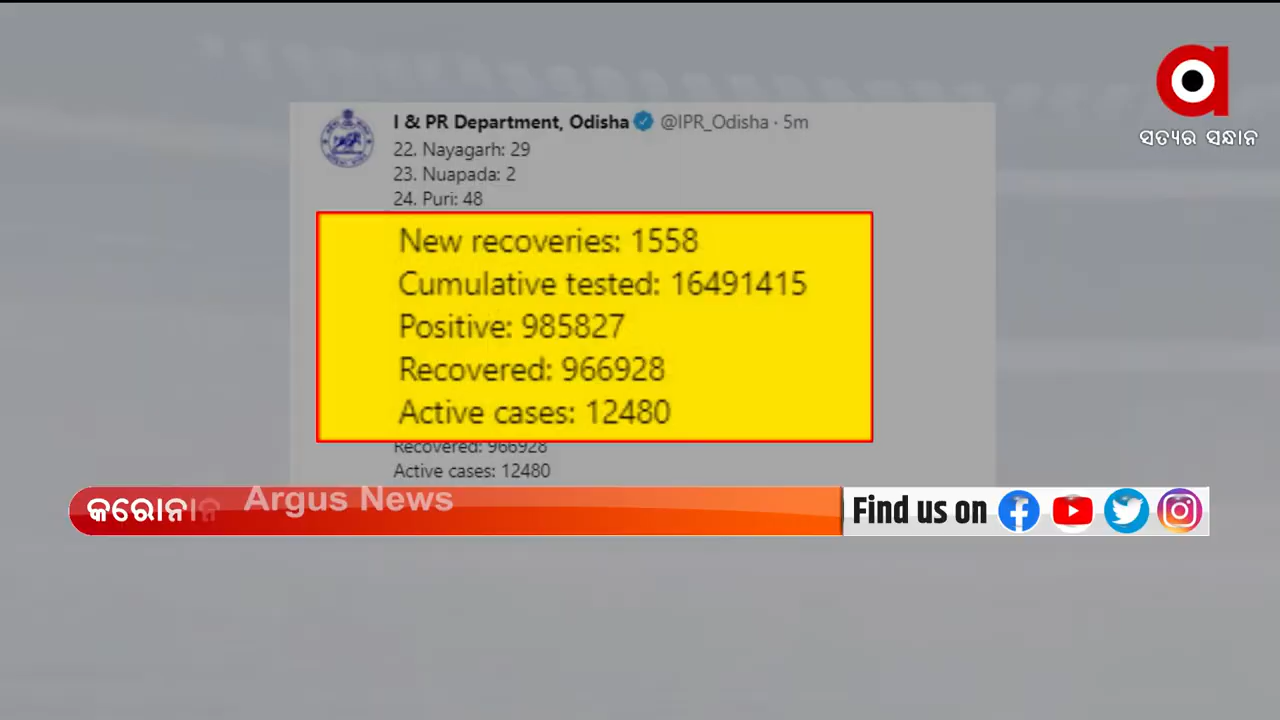 ସତ୍ୟର ସନ୍ଧାନ
I & PR Department, Odisha @IPR_Odisha · 5m
22. Nayagarh: 29
23. Nuapada: 2
24. Puri: 48
New recoveries: 1558
Cumulative tested: 16491415
Positive: 985827
Recovered: 966928
Active cases: 12480
Recovered: 966928
Active cases: 12480
Argus News
Find us on